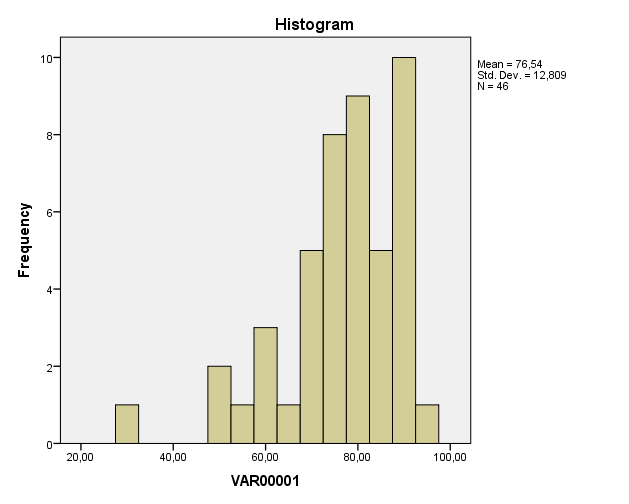 Histogram
Mean = 76,54
Std. Dev. = 12,809
N = 46
10
8
6
4
2
0
Frequency
20,00 40,00 60,00 80,00 100,00
VAR00001